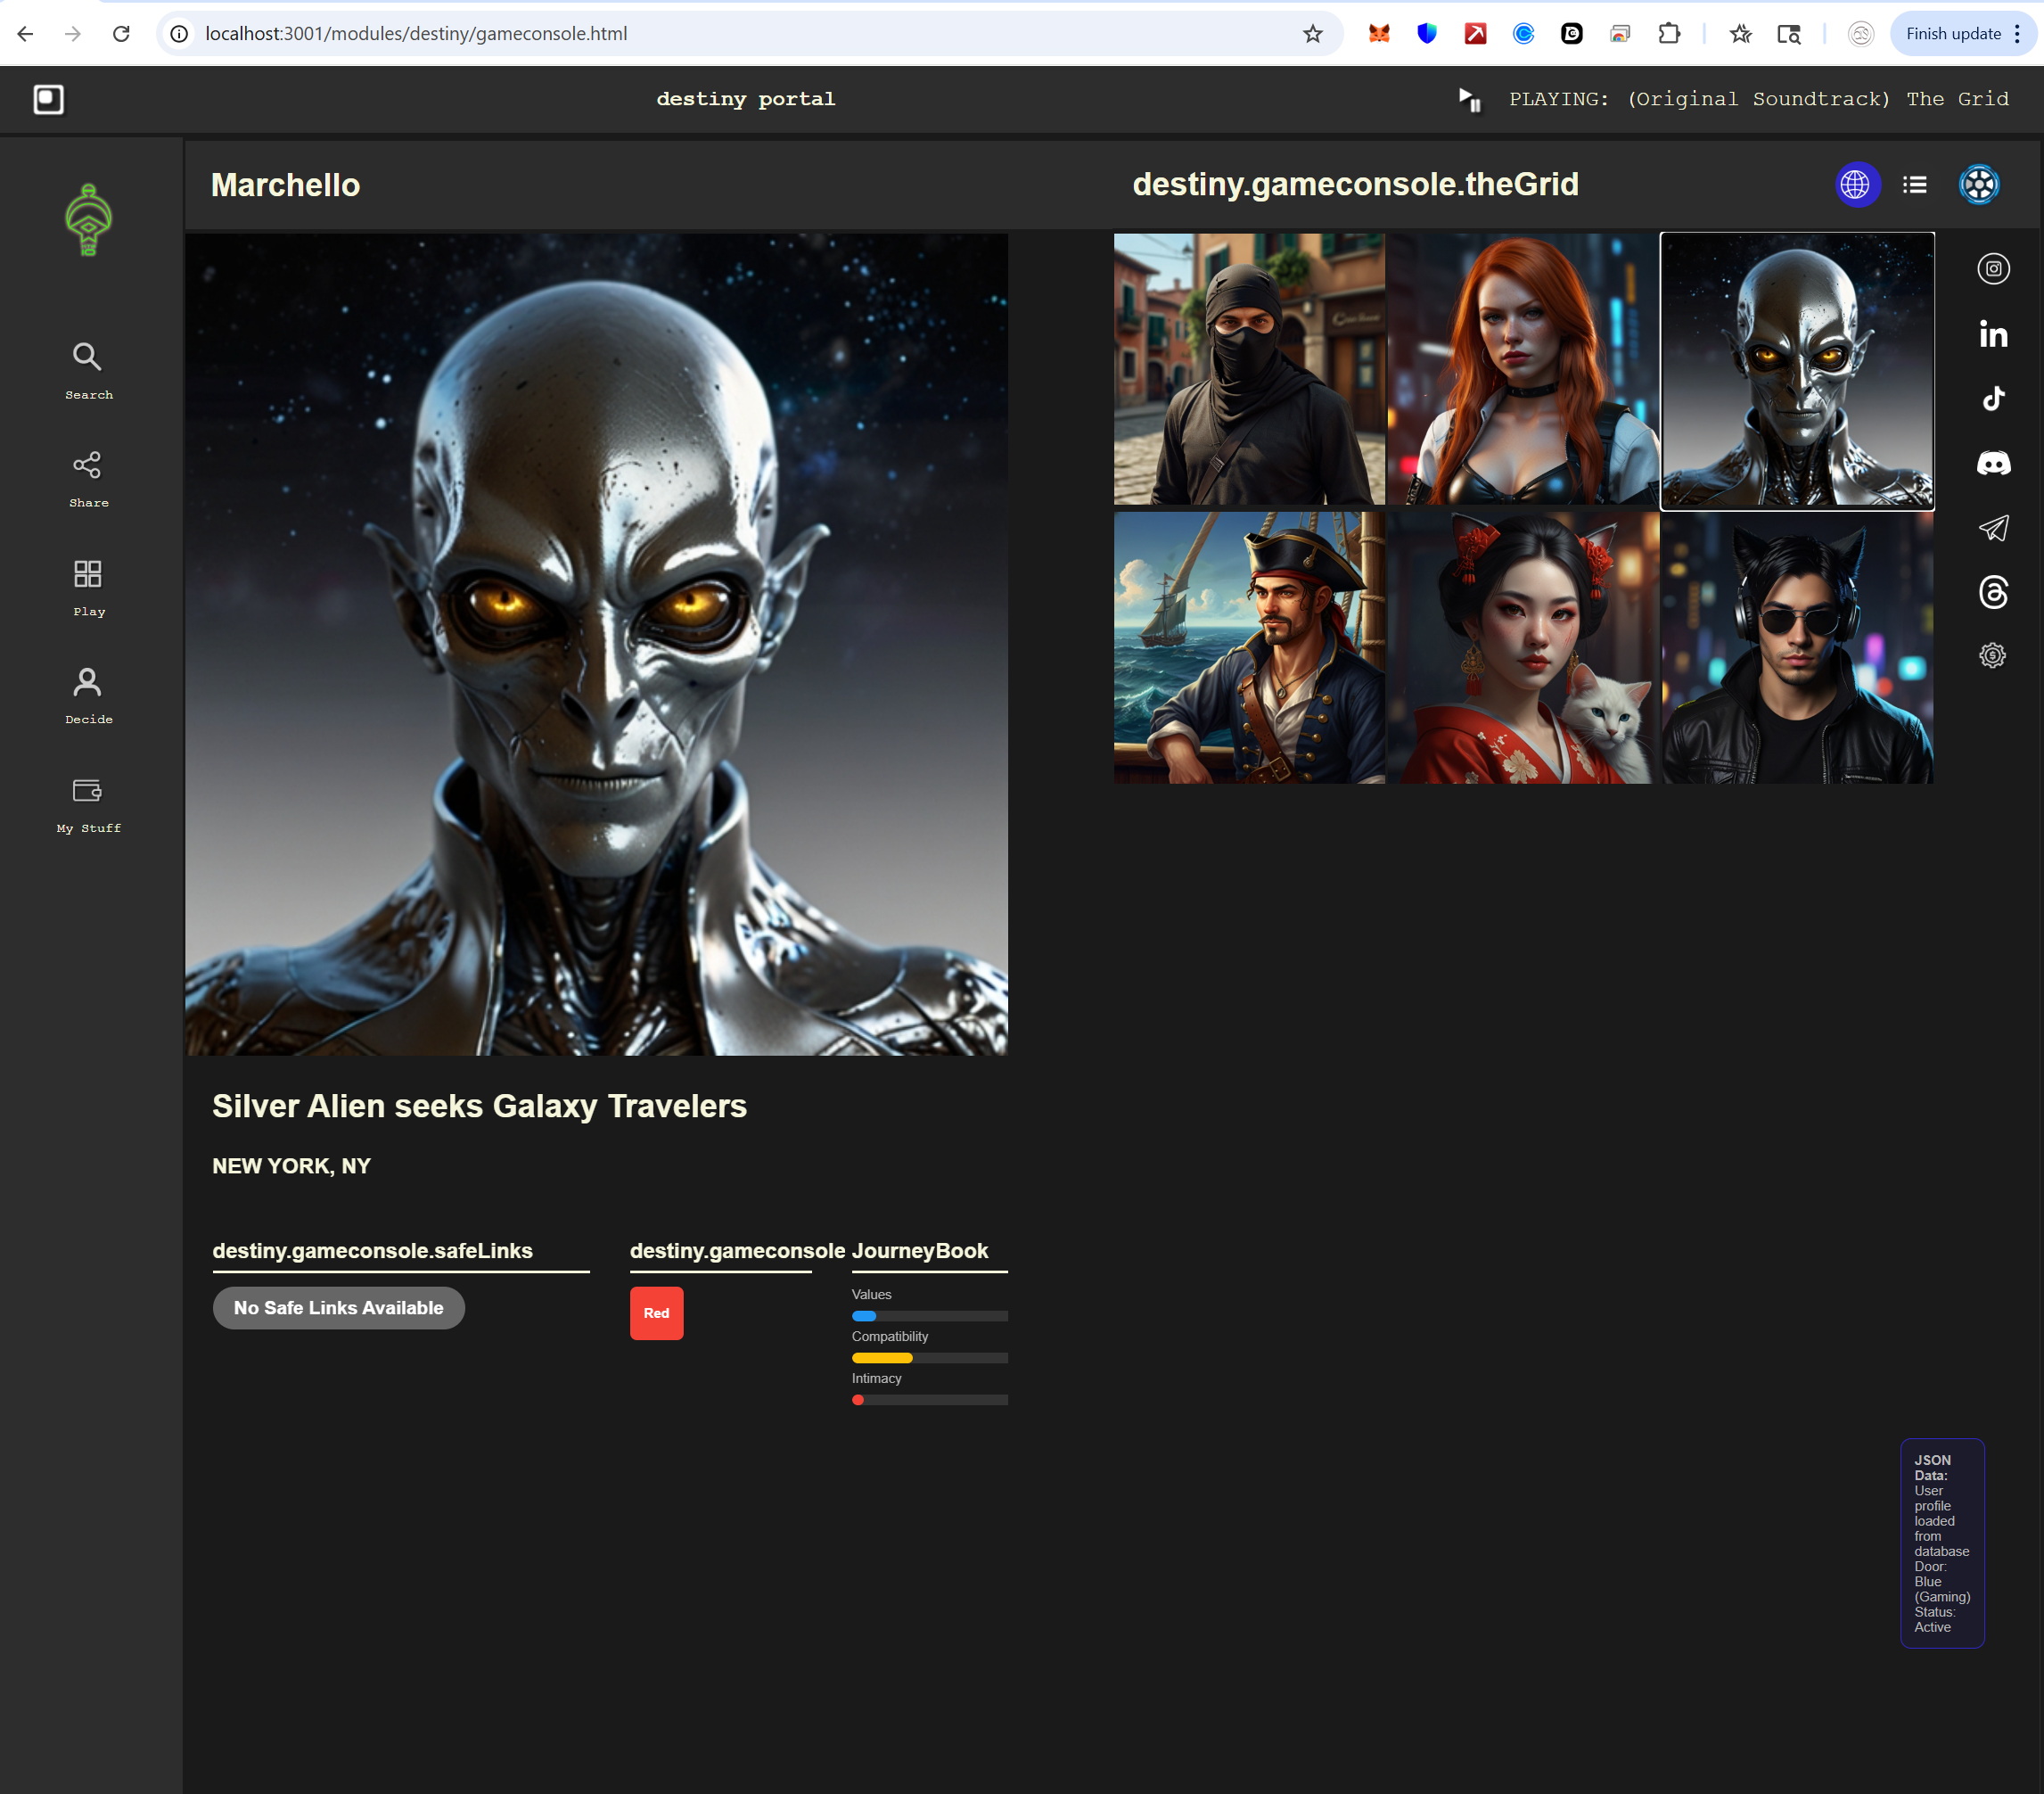 localhost:3001/modules/destiny/gameconsole.html
Finish update
destiny portal
PLAYING: (Original Soundtrack) The Grid
Marchello
destiny.gameconsole.theGrid
Search
Share
Play
Decide
My Stuff
Silver Alien seeks Galaxy Travelers
NEW YORK, NY
destiny.gameconsole.safeLinks
No Safe Links Available
destiny.gameconsole
Red
JourneyBook
Values
Compatibility
Intimacy
JSON
Data:
User
profile
loaded
from
database
Door:
Blue
(Gaming)
Status:
Active